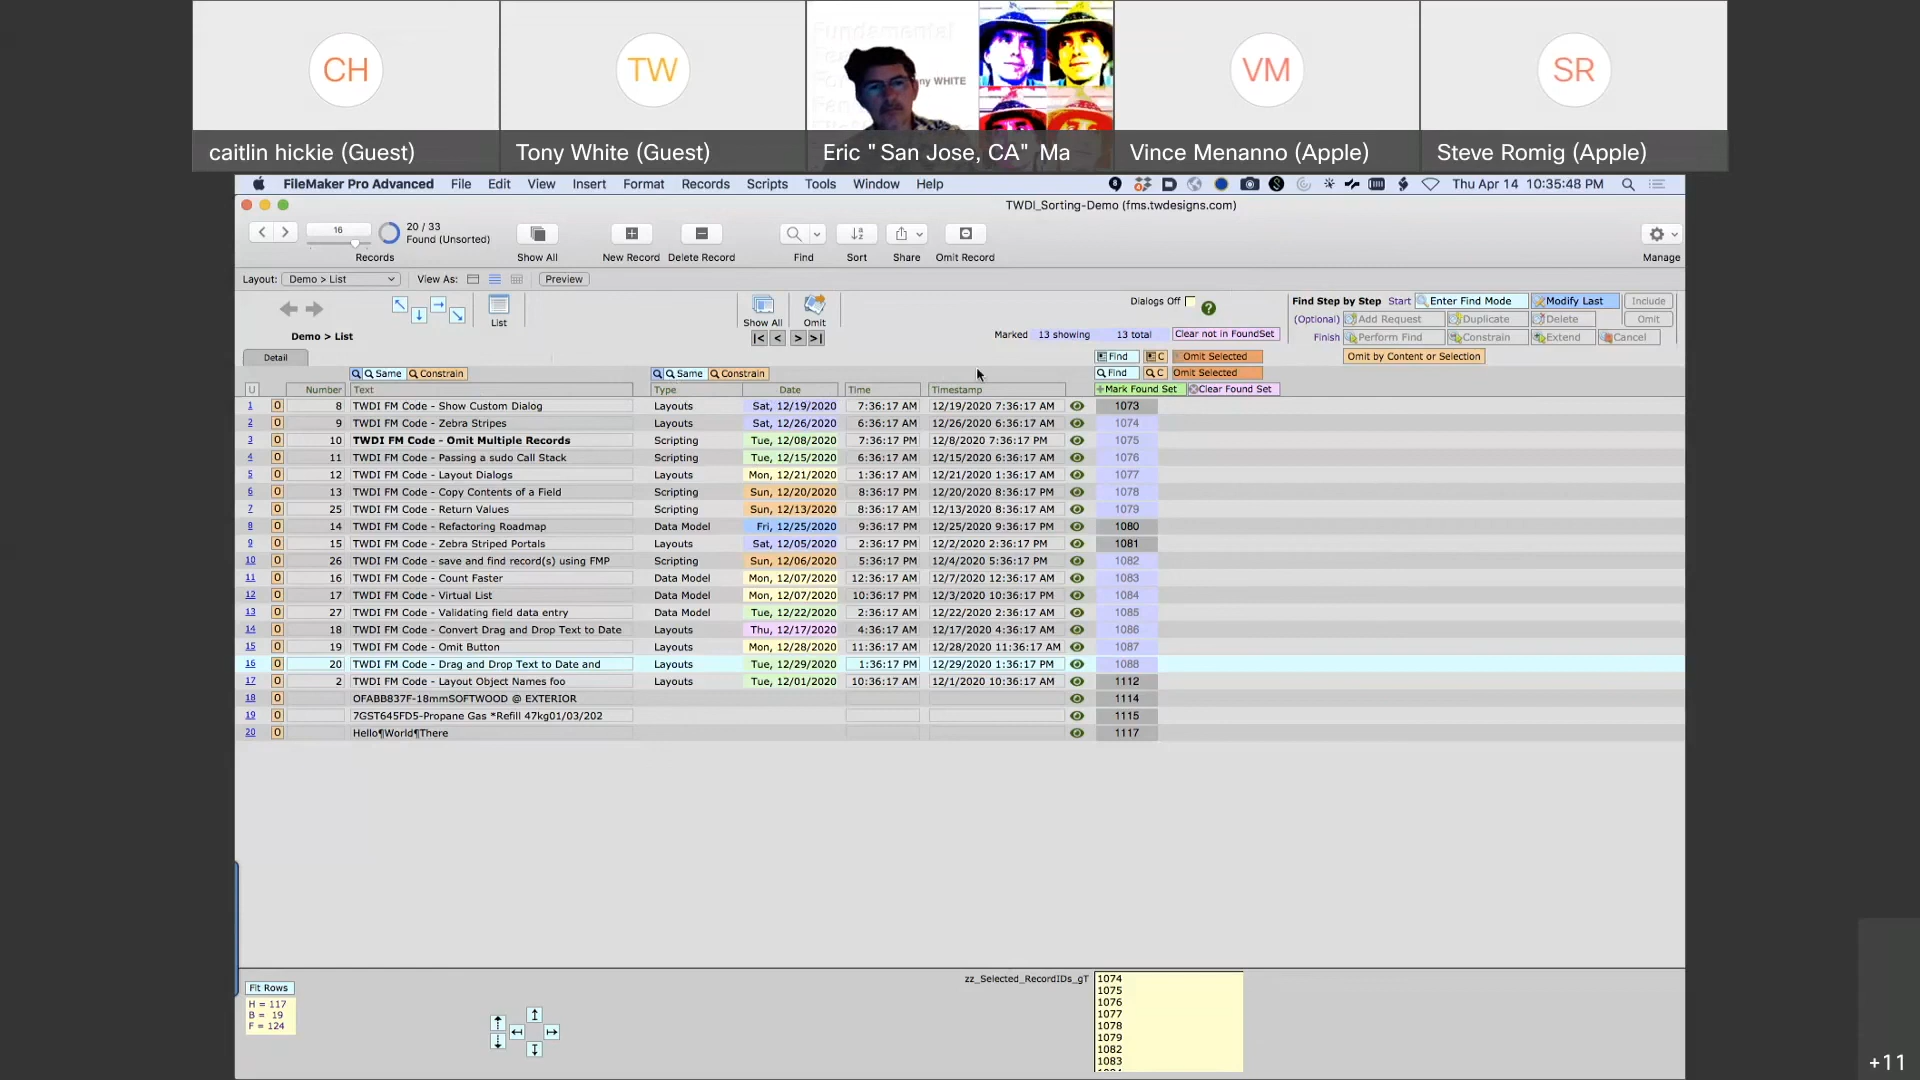 CH
TW
ny WHITE
VM
SR
caitlin hickie (Guest)
Tony White (Guest)
Eric "San Jose, CA" Ma
Vince Menanno (Apple)
Steve Romig (Apple)
FileMaker Pro Advanced File Edit View Insert Format Records Scripts Tools Window Help Thu Apr 14 10:35:48 PM
TWDI_Sorting-Demo (fms.twdesigns.com)
16 20 / 33
Found (Unsorted)
Records Show All New Record Delete Record Find Sort Share Omit Record Manage
Layout: Demo > List View As: Preview
List Show All Omit
Demo > List
Dialogs Off ?
Marked 13 showing 13 total Clear not in FoundSet
Find Step by Step Start Enter Find Mode Modify Last Include
(Optional) Add Request Duplicate Delete Omit
Finish Perform Find Constrain Extend Cancel
Detail
Find C Omit Selected Omit by Content or Selection
Same Constrain Same Constrain Find C Omit Selected
U Number Text Type Date Time Timestamp +Mark Found Set Clear Found Set
1 0 8 TWDI FM Code - Show Custom Dialog Layouts Sat, 12/19/2020 7:36:17 AM 12/19/2020 7:36:17 AM 1073
2 0 9 TWDI FM Code - Zebra Stripes Layouts Sat, 12/26/2020 6:36:17 AM 12/26/2020 6:36:17 AM 1074
3 0 10 TWDI FM Code - Omit Multiple Records Scripting Tue, 12/08/2020 7:36:17 PM 12/8/2020 7:36:17 PM 1075
4 0 11 TWDI FM Code - Passing a sudo Call Stack Scripting Tue, 12/15/2020 6:36:17 AM 12/15/2020 6:36:17 AM 1076
5 0 12 TWDI FM Code - Layout Dialogs Layouts Mon, 12/21/2020 1:36:17 AM 12/21/2020 1:36:17 AM 1077
6 0 13 TWDI FM Code - Copy Contents of a Field Scripting Sun, 12/20/2020 8:36:17 PM 12/20/2020 8:36:17 PM 1078
7 0 25 TWDI FM Code - Return Values Scripting Sun, 12/13/2020 8:36:17 AM 12/13/2020 8:36:17 AM 1079
8 0 14 TWDI FM Code - Refactoring Roadmap Data Model Fri, 12/25/2020 9:36:17 PM 12/25/2020 9:36:17 PM 1080
9 0 15 TWDI FM Code - Zebra Striped Portals Layouts Sat, 12/05/2020 2:36:17 PM 12/2/2020 2:36:17 PM 1081
10 0 26 TWDI FM Code - save and find record(s) using FMP Scripting Sun, 12/06/2020 5:36:17 PM 12/4/2020 5:36:17 PM 1082
11 0 16 TWDI FM Code - Count Faster Data Model Mon, 12/07/2020 12:36:17 AM 12/7/2020 12:36:17 AM 1083
12 0 17 TWDI FM Code - Virtual List Data Model Mon, 12/07/2020 10:36:17 PM 12/3/2020 10:36:17 PM 1084
13 0 27 TWDI FM Code - Validating field data entry Data Model Tue, 12/22/2020 2:36:17 AM 12/22/2020 2:36:17 AM 1085
14 0 18 TWDI FM Code - Convert Drag and Drop Text to Date Layouts Thu, 12/17/2020 4:36:17 AM 12/17/2020 4:36:17 AM 1086
15 0 19 TWDI FM Code - Omit Button Layouts Mon, 12/28/2020 11:36:17 AM 12/28/2020 11:36:17 AM 1087
16 0 20 TWDI FM Code - Drag and Drop Text to Date and Layouts Tue, 12/29/2020 1:36:17 PM 12/29/2020 1:36:17 PM 1088
17 0 2 TWDI FM Code - Layout Object Names foo Layouts Tue, 12/01/2020 10:36:17 AM 12/1/2020 10:36:17 AM 1112
18 0 OFABB837F-18mmSOFTWOOD @ EXTERIOR 1114
19 0 7GST645FD5-Propane Gas *Refill 47kg01/03/202 1115
20 0 Hello¶World¶There 1117
zz_Selected_RecordIDs_gT
1074
1075
1076
1077
1078
1079
1082
1083
Fit Rows
H = 117
B = 19
F = 124
+11